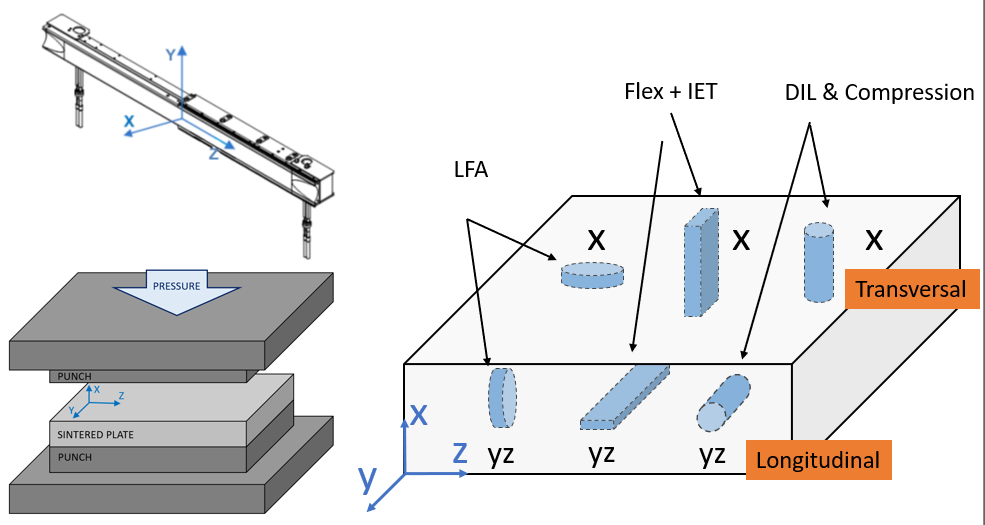 Y
X
Z
PRESSURE
PUNCH
X
Z
Y
SINTERED PLATE
PUNCH
Flex + IET
DIL & Compression
LFA
X
X
X
Transversal
X
Z
y
yz
yz
yz
Longitudinal